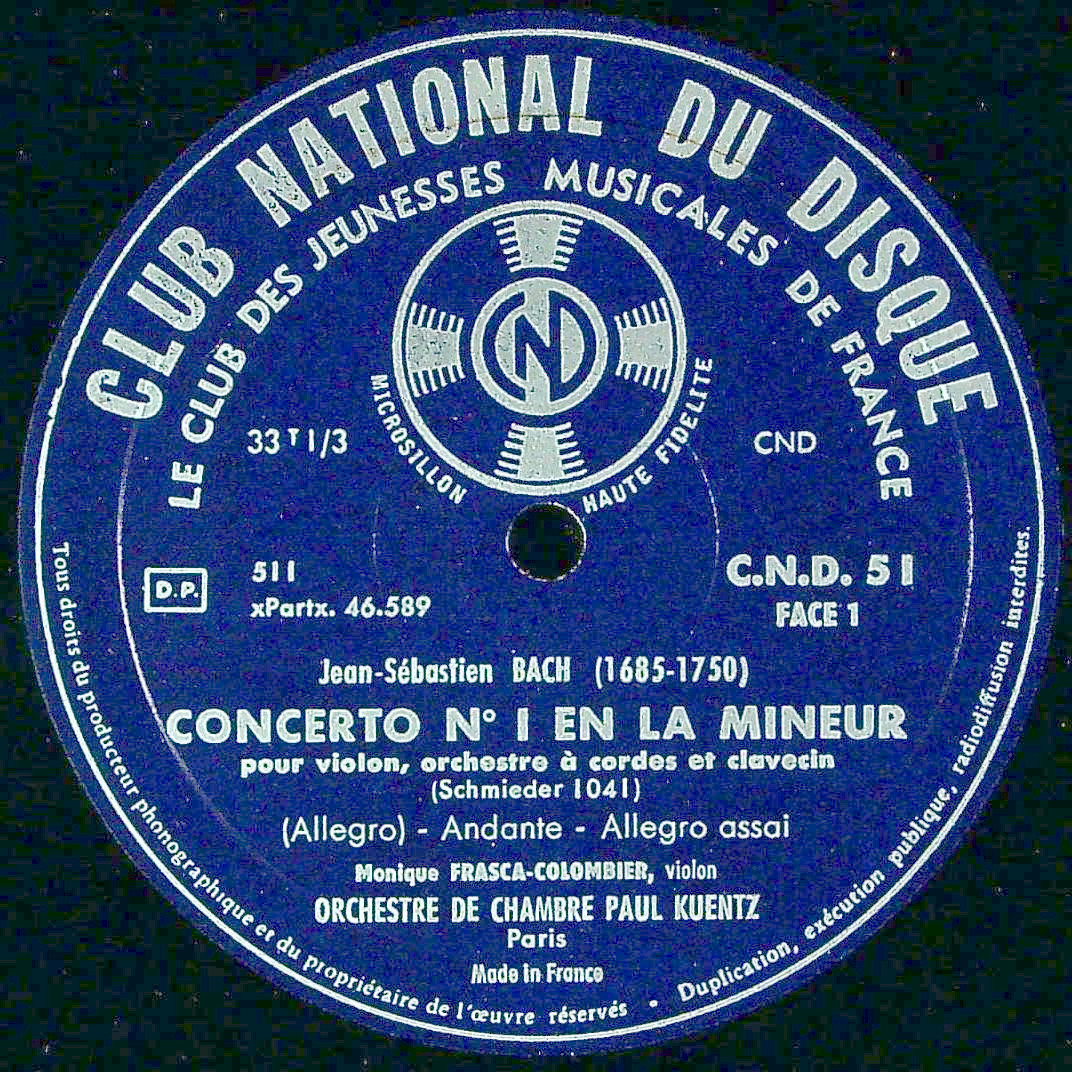 CLUB NATIONAL DU DISQUE
LE CLUB DES JEUNESSES MUSICALES DE FRANCE
CND
MICROSILLON HAUTE FIDELITE
33 T 1/3
CND
D.P.
511
xPartx. 46.589
C.N.D. 51
FACE 1
Jean-Sébastien BACH (1685-1750)
CONCERTO N° 1 EN LA MINEUR
pour violon, orchestre à cordes et clavecin
(Schmieder 1041)
(Allegro) - Andante - Allegro assai
Monique FRASCA-COLOMBIER, violon
ORCHESTRE DE CHAMBRE PAUL KUENTZ
Paris
Made in France
Tous droits du producteur phonographique et du propriétaire de l'œuvre réservés • Duplication, exécution publique, radiodiffusion interdites.